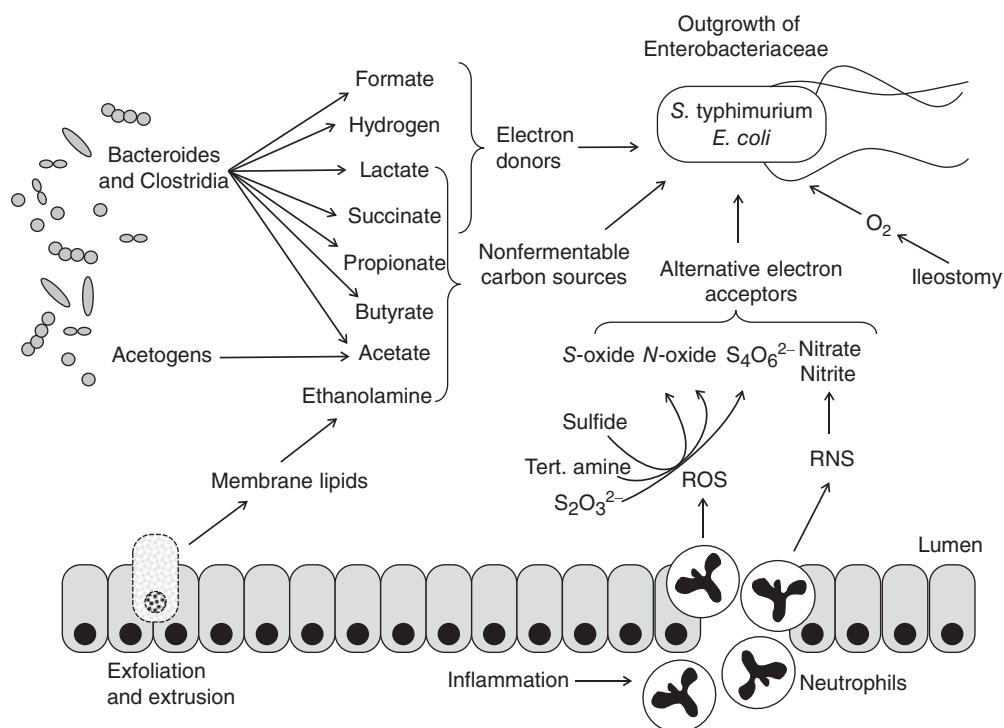 Outgrowth of
Enterobacteriaceae
S. typhimurium
E. coli
Formate
Hydrogen
Lactate
Succinate
Propionate
Butyrate
Acetate
Ethanolamine
Bacteroides
and Clostridia
Acetogens
Electron
donors
Nonfermentable
carbon sources
O₂
Ileostomy
Alternative electron
acceptors
S-oxide N-oxide S₄O₆²⁻ Nitrate
Nitrite
Sulfide
Tert. amine
S₂O₃²⁻
ROS
RNS
Membrane lipids
Lumen
Exfoliation
and extrusion
Inflammation
Neutrophils